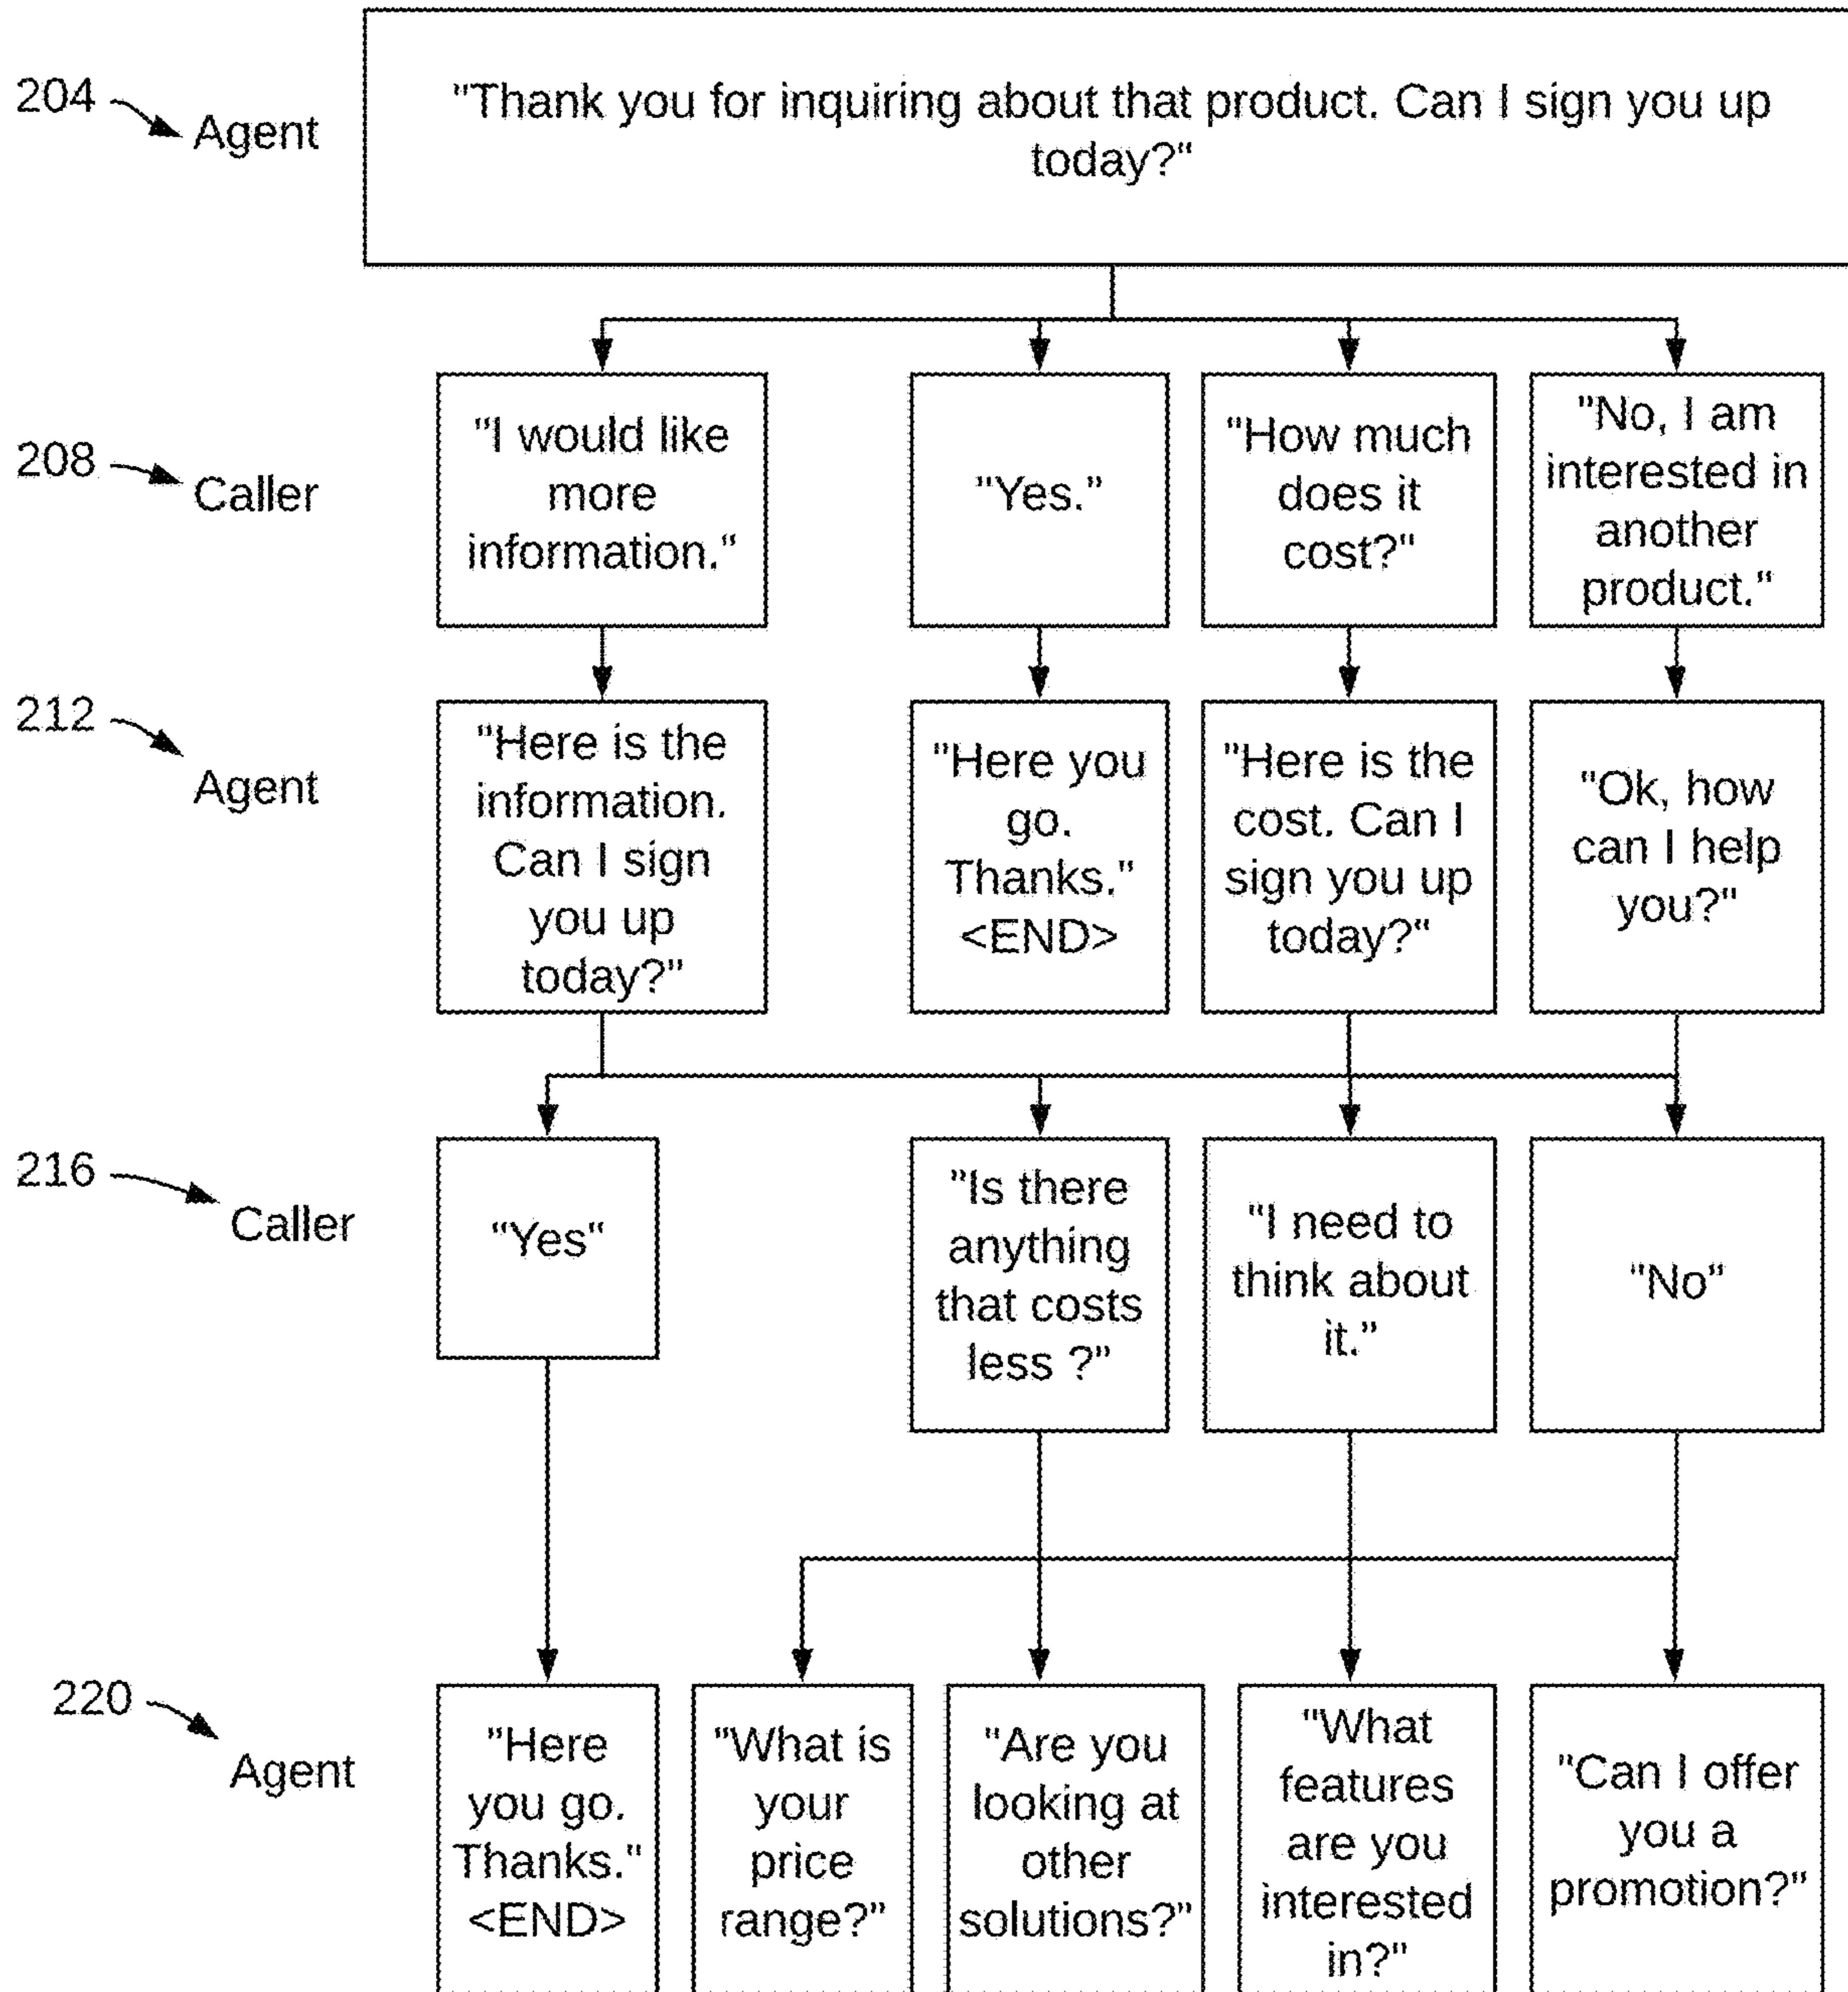 204
Agent
"Thank you for inquiring about that product. Can I sign you up
today?"
208
Caller
"I would like
more
information."
"Yes."
"How much
does it
cost?"
"No, I am
interested in
another
product."
212
Agent
"Here is the
information.
Can I sign
you up
today?"
"Here you
go.
Thanks."
<END>
"Here is the
cost. Can I
sign you up
today?"
"Ok, how
can I help
you?"
216
Caller
"Yes"
"Is there
anything
that costs
less ?"
"I need to
think about
it."
"No"
220
Agent
"Here
you go.
Thanks."
<END>
"What is
your
price
range?"
"Are you
looking at
other
solutions?"
"What
features
are you
interested
in?"
"Can I offer
you a
promotion?"